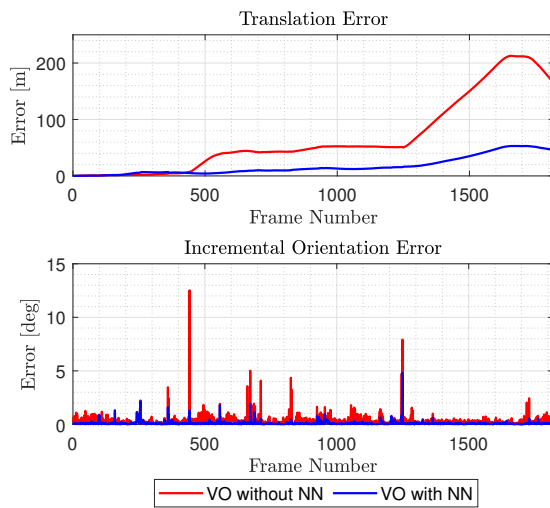 Translation Error
Error [m]
200
100
0
0 500 1000 1500
Frame Number
Incremental Orientation Error
Error [deg]
15
10
5
0
0 500 1000 1500
Frame Number
VO without NN VO with NN